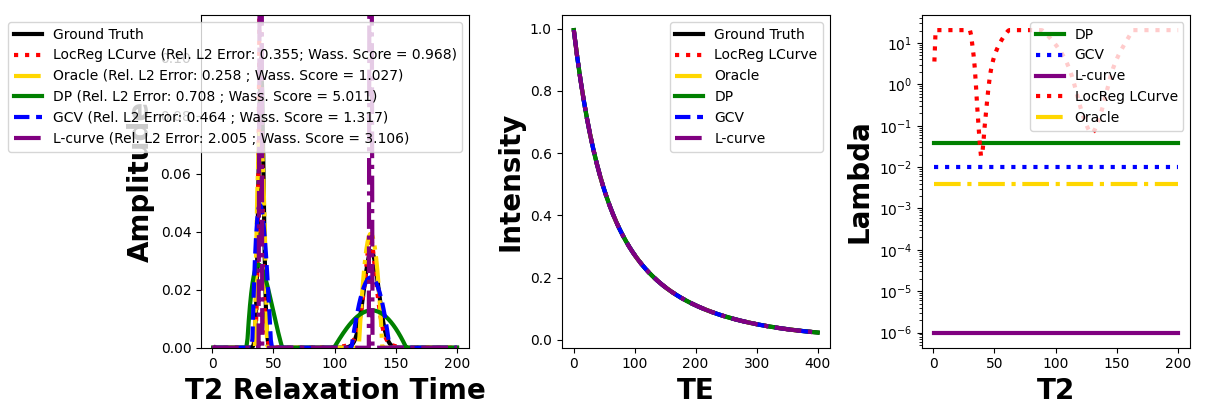 Ground Truth
LocReg LCurve (Rel. L2 Error: 0.355; Wass. Score = 0.968)
Oracle (Rel. L2 Error: 0.258 ; Wass. Score = 1.027)
DP (Rel. L2 Error: 0.708 ; Wass. Score = 5.011)
GCV (Rel. L2 Error: 0.464 ; Wass. Score = 1.317)
L-curve (Rel. L2 Error: 2.005 ; Wass. Score = 3.106)
Amplitude
0.06
0.04
0.02
0.00
0 50 100 150 200
T2 Relaxation Time
Ground Truth
LocReg LCurve
Oracle
DP
GCV
L-curve
Intensity
1.0
0.8
0.6
0.4
0.2
0.0
0 100 200 300 400
TE
DP
GCV
L-curve
LocReg LCurve
Oracle
Lambda
10^1
10^0
10^-1
10^-2
10^-3
10^-4
10^-5
10^-6
0 50 100 150 200
T2